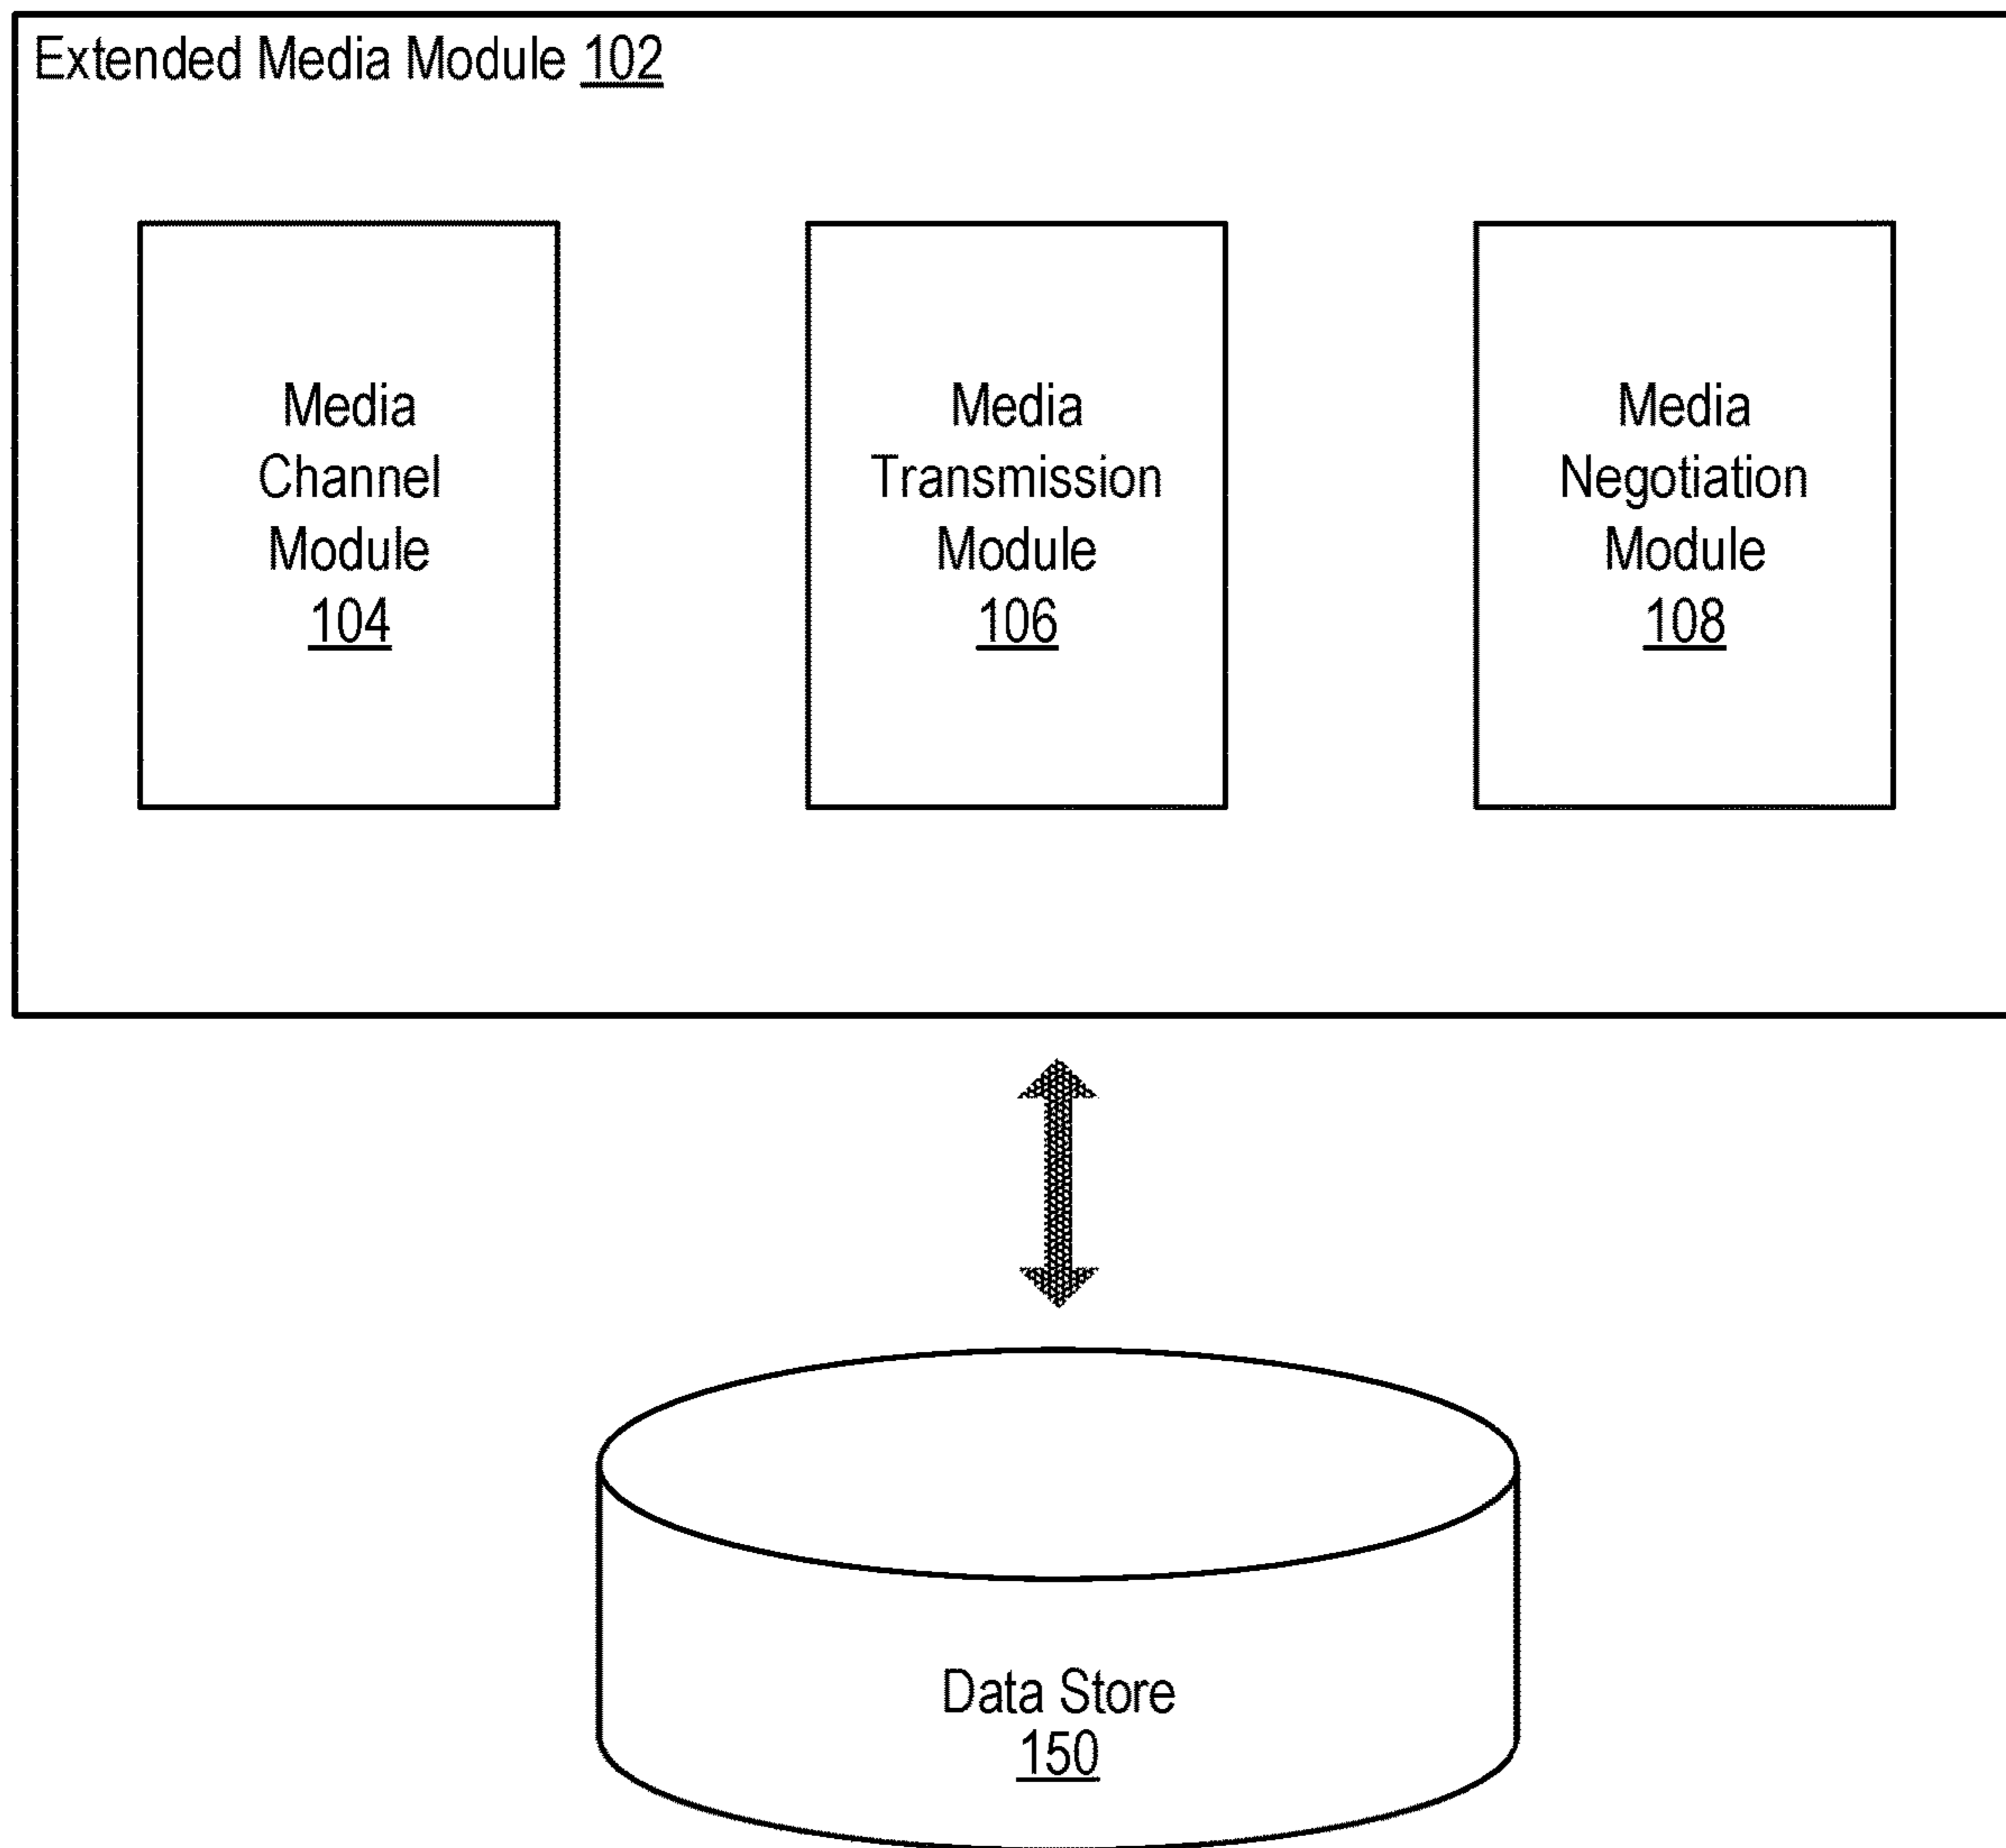 Extended Media Module 102
Media
Channel
Module
104
Media
Transmission
Module
106
Media
Negotiation
Module
108
Data Store
150